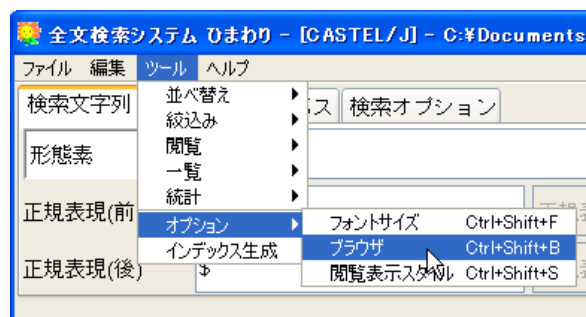 全文検索システム ひまわり - [CASTEL/J] - C:¥Documents
ファイル 編集 ツール ヘルプ
検索文字列 ス 検索オプション
並べ替え
絞込み
形態素
閲覧
一覧
統計
正規表現(前
オプション フォントサイズ Ctrl+Shift+F
インデックス生成 ブラウザ Ctrl+Shift+B
正規表現(後) $ 閲覧表示スタイル Ctrl+Shift+S